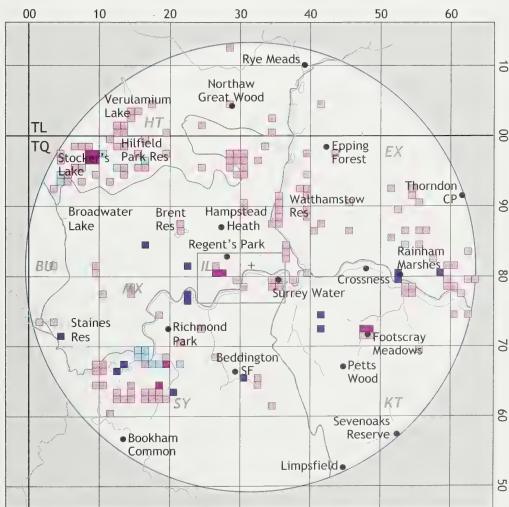 00 10 20 30 40 50 60
Rye Meads
10
Northaw
Great Wood
Verulamium
Lake
HT
TL
00
TQ
Hilfield
Park Res
Stocker's
Lake
Epping
Forest
EX
Thorndon
CP
90
Broadwater
Lake
Brent
Res
Hampstead
Heath
Walthamstow
Res
Regent's Park
Rainham
Marshes
BU
IL
Crossness
80
MX
Surrey Water
Staines
Res
Richmond
Park
Footscray
Meadows
70
Beddington
SF
Petts
Wood
SY
KT
60
Sevenoaks
Reserve
Bookham
Common
Limpsfield
50